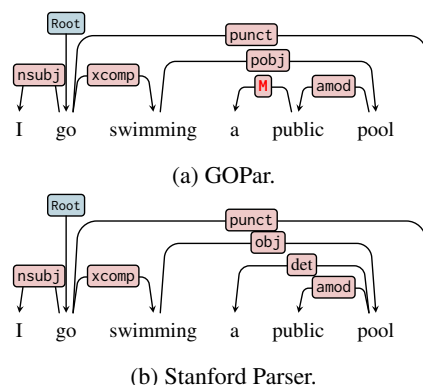 Root
punct
pobj
nsubj xcomp M amod
I go swimming a public pool
(a) GOPar.
Root
punct
obj
det
nsubj xcomp amod
I go swimming a public pool
(b) Stanford Parser.